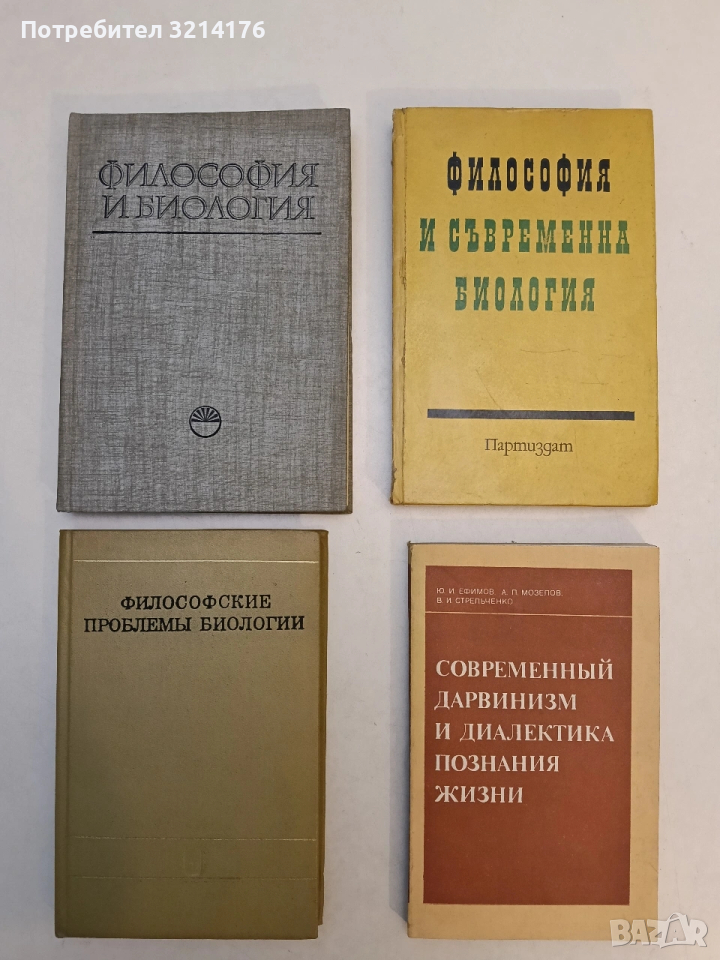 Потребител 3214176
ФИЛОСОФИЯ
И БИОЛОГИЯ
ФИЛОСОФИЯ
И СЪВРЕМЕННА
БИОЛОГИЯ
Партиздат
ФИЛОСОФСКИЕ
ПРОБЛЕМЫ БИОЛОГИИ
Ю. И. ЕФИМОВ, А. П. МОЗЕЛОВ,
В. И. СТРЕЛЬЧЕНКО
СОВРЕМЕННЫЙ
ДАРВИНИЗМ
И ДИАЛЕКТИКА
ПОЗНАНИЯ
ЖИЗНИ
BAZAR